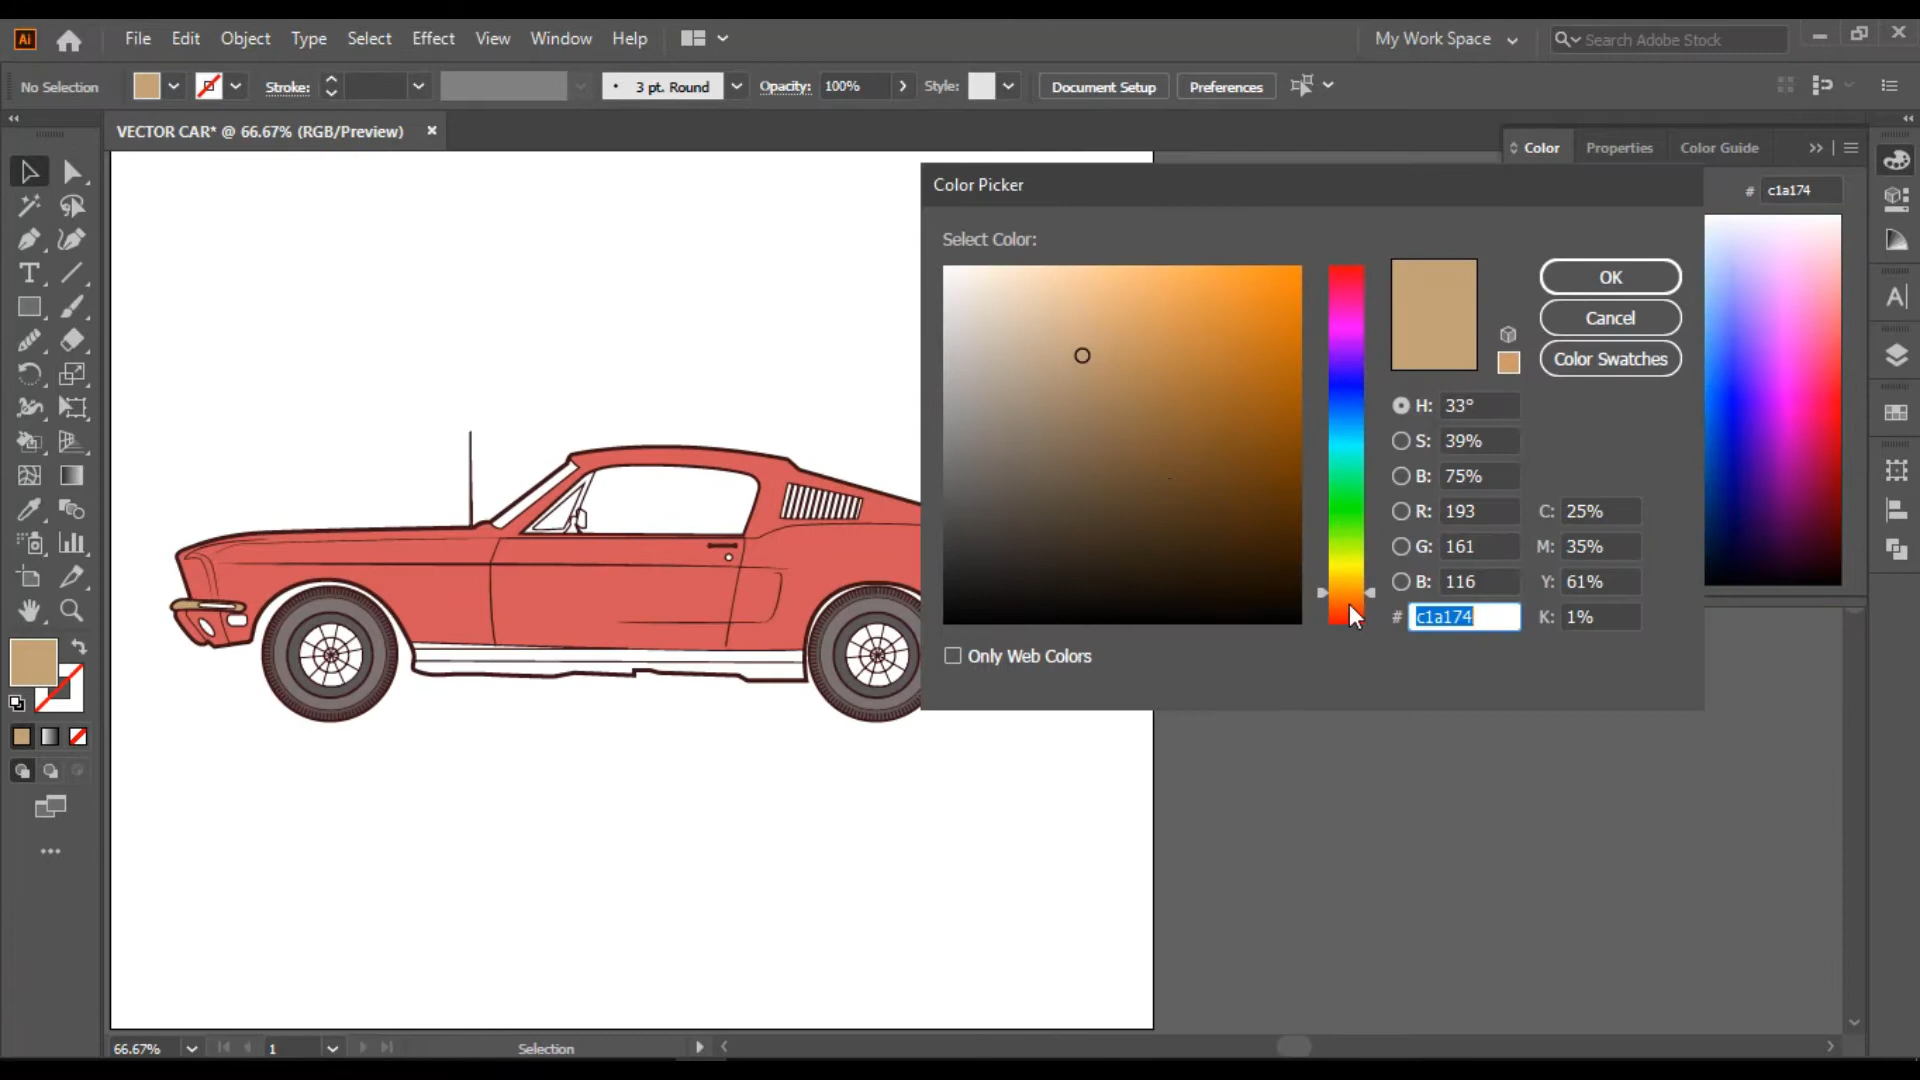 Ai File Edit Object Type Select Effect View Window Help My Work Space Search Adobe Stock
No Selection Stroke: 3 pt. Round Opacity: 100% Style: Document Setup Preferences
VECTOR CAR* @ 66.67% (RGB/Preview)
Color Properties Color Guide
Color Picker
# c1a174
Select Color:
OK
Cancel
Color Swatches
H: 33°
S: 39%
B: 75%
R: 193 C: 25%
G: 161 M: 35%
B: 116 Y: 61%
# c1a174 K: 1%
Only Web Colors
66.67% 1 Selection